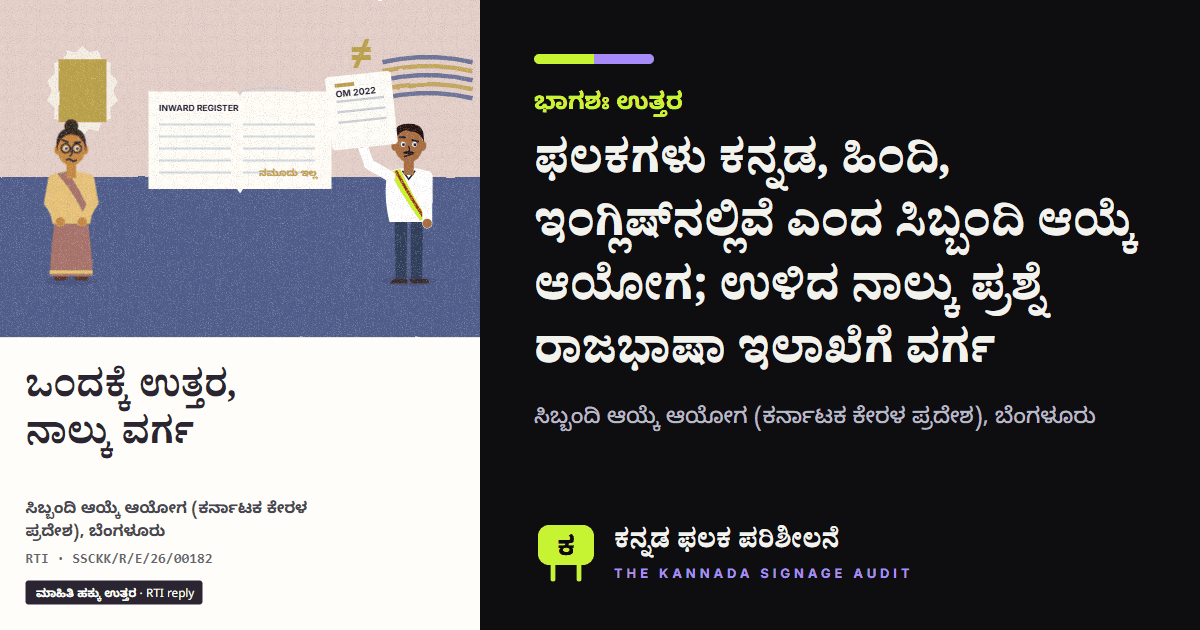 ≠
OM 2022
INWARD REGISTER
ನಮೂದು ಇಲ್ಲ
ಒಂದಕ್ಕೆ ಉತ್ತರ,
ನಾಲ್ಕು ವರ್ಗ
ಸಿಬ್ಬಂದಿ ಆಯ್ಕೆ ಆಯೋಗ (ಕರ್ನಾಟಕ ಕೇರಳ
ಪ್ರದೇಶ), ಬೆಂಗಳೂರು
RTI · SSCKK/R/E/26/00182
ಮಾಹಿತಿ ಹಕ್ಕು ಉತ್ತರ · RTI reply
ಭಾಗಶಃ ಉತ್ತರ
ಫಲಕಗಳು ಕನ್ನಡ, ಹಿಂದಿ,
ಇಂಗ್ಲಿಷ್‌ನಲ್ಲಿವೆ ಎಂದ ಸಿಬ್ಬಂದಿ ಆಯ್ಕೆ
ಆಯೋಗ; ಉಳಿದ ನಾಲ್ಕು ಪ್ರಶ್ನೆ
ರಾಜಭಾಷಾ ಇಲಾಖೆಗೆ ವರ್ಗ
ಸಿಬ್ಬಂದಿ ಆಯ್ಕೆ ಆಯೋಗ (ಕರ್ನಾಟಕ ಕೇರಳ ಪ್ರದೇಶ), ಬೆಂಗಳೂರು
ಕ
ಕನ್ನಡ ಫಲಕ ಪರಿಶೀಲನೆ
THE KANNADA SIGNAGE AUDIT